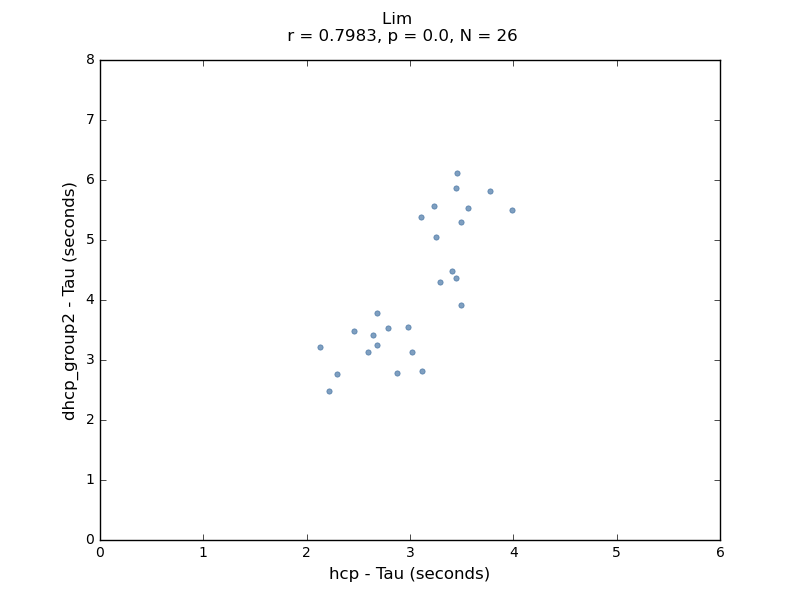 Lim
r = 0.7983, p = 0.0, N = 26
8
7
6
5
4
3
2
1
0
dhcp_group2 - Tau (seconds)
0 1 2 3 4 5 6
hcp - Tau (seconds)